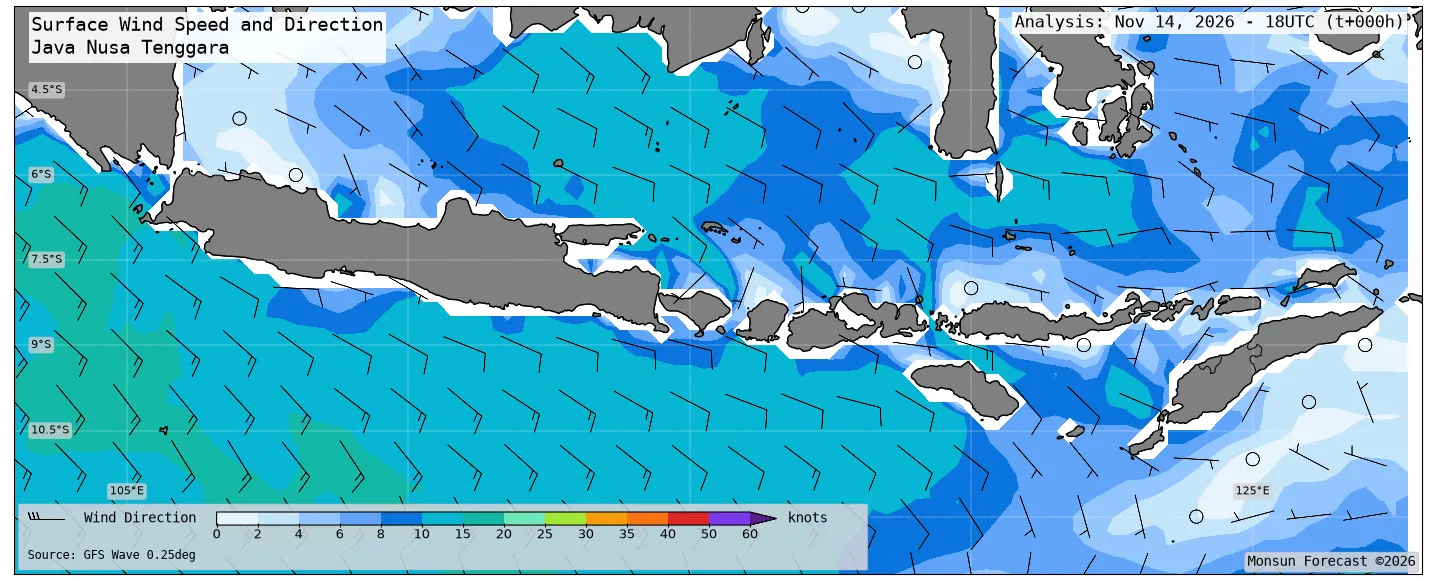 Surface Wind Speed and Direction
Java Nusa Tenggara
Analysis: Nov 14, 2026 - 18UTC (t+000h)
4.5°S
6°S
7.5°S
9°S
10.5°S
105°E
125°E
Wind Direction
0 2 4 6 8 10 15 20 25 30 35 40 50 60
knots
Source: GFS Wave 0.25deg
Monsun Forecast ©2026